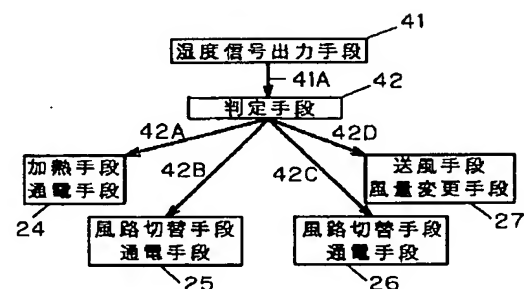 41
湿度信号出力手段
41A
42
判定手段
42A
42B
42C
42D
加熱手段
通電手段
24
風路切替手段
通電手段
25
風路切替手段
通電手段
26
送風手段
風量変更手段
27